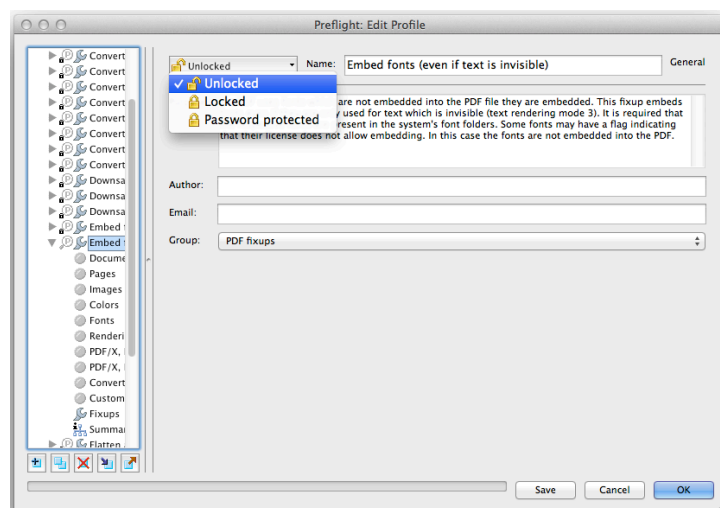 Preflight: Edit Profile
Convert
Convert
Convert
Convert
Convert
Convert
Convert
Convert
Downsa
Downsa
Downsa
Embed f
Embed f
Docume
Pages
Images
Colors
Fonts
Renderi
PDF/X,
PDF/X,
Convert
Custom
Fixups
Summar
Flatten
Unlocked
Name: Embed fonts (even if text is invisible)
General
✓ Unlocked
Locked
Password protected
are not embedded into the PDF file they are embedded. This fixup embeds
used for text which is invisible (text rendering mode 3). It is required that
resent in the system's font folders. Some fonts may have a flag indicating
that their license does not allow embedding. In this case the fonts are not embedded into the PDF.
Author:
Email:
Group: PDF fixups
Save
Cancel
OK